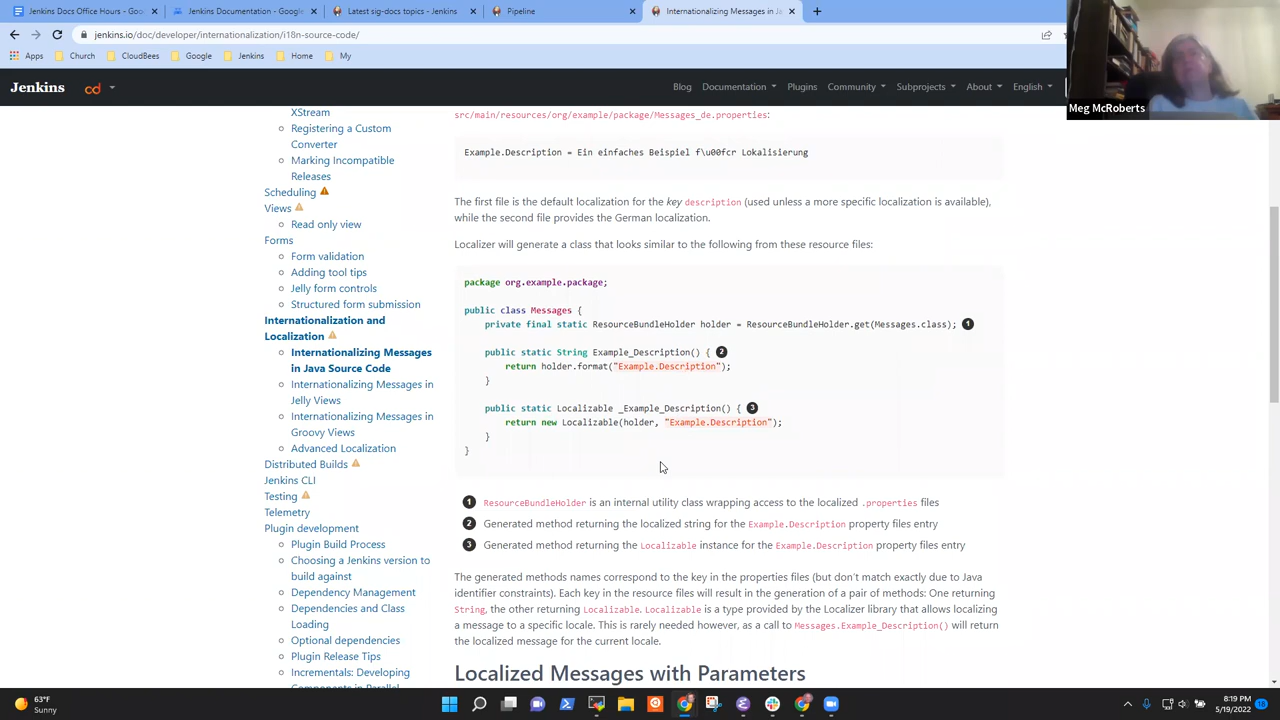 Jenkins Docs Office Hours - Goo
Jenkins Documentation - Google
Latest sig-docs topics - Jenkins
Pipeline
Internationalizing Messages in Ja
jenkins.io/doc/developer/internationalization/i18n-source-code/
Apps
Church
CloudBees
Google
Jenkins
Home
My
Meg McRoberts
Jenkins
cd
Blog
Documentation
Plugins
Community
Subprojects
About
English
XStream
Registering a Custom
Converter
Marking Incompatible
Releases
Scheduling
Views
Read only view
Forms
Form validation
Adding tool tips
Jelly form controls
Structured form submission
Internationalization and
Localization
Internationalizing Messages
in Java Source Code
Internationalizing Messages in
Jelly Views
Internationalizing Messages in
Groovy Views
Advanced Localization
Distributed Builds
Jenkins CLI
Testing
Telemetry
Plugin development
Plugin Build Process
Choosing a Jenkins version to
build against
Dependency Management
Dependencies and Class
Loading
Optional dependencies
Plugin Release Tips
Incrementals: Developing
Components in Parallel
src/main/resources/org/example/package/Messages_de.properties:
Example.Description = Ein einfaches Beispiel f\u00fcr Lokalisierung
The first file is the default localization for the key description (used unless a more specific localization is available),
while the second file provides the German localization.
Localizer will generate a class that looks similar to the following from these resource files:
package org.example.package;
public class Messages {
private final static ResourceBundleHolder holder = ResourceBundleHolder.get(Messages.class); 1
public static String Example_Description() { 2
return holder.format("Example.Description");
}
public static Localizable _Example_Description() { 3
return new Localizable(holder, "Example.Description");
}
}
1 ResourceBundleHolder is an internal utility class wrapping access to the localized .properties files
2 Generated method returning the localized string for the Example.Description property files entry
3 Generated method returning the Localizable instance for the Example.Description property files entry
The generated methods names correspond to the key in the properties files (but don't match exactly due to Java
identifier constraints). Each key in the resource files will result in the generation of a pair of methods: One returning
String, the other returning Localizable. Localizable is a type provided by the Localizer library that allows localizing
a message to a specific locale. This is rarely needed however, as a call to Messages.Example_Description() will return
the localized message for the current locale.
Localized Messages with Parameters
63°F
Sunny
8:19 PM
5/19/2022